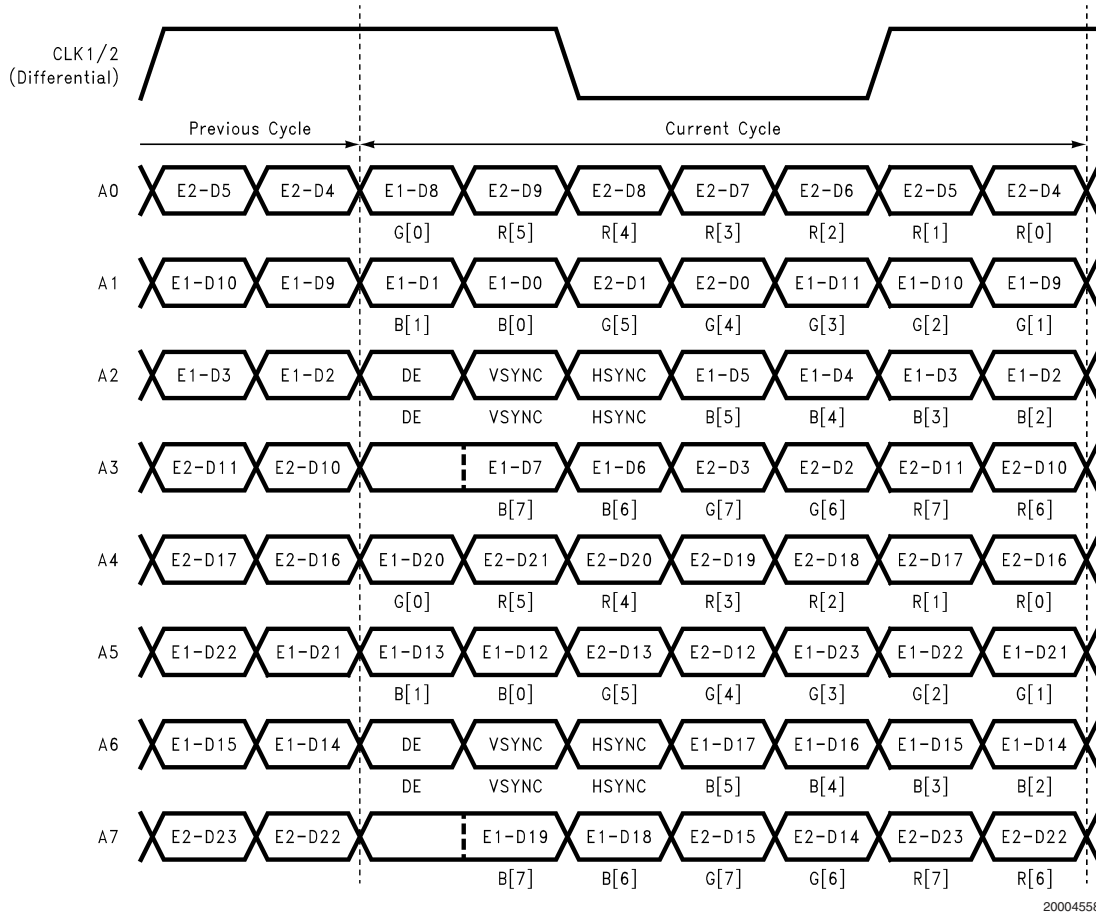 CLK1/2
(Differential)
Previous Cycle Current Cycle
A0 E2-D5 E2-D4 E1-D8 E2-D9 E2-D8 E2-D7 E2-D6 E2-D5 E2-D4
G[0] R[5] R[4] R[3] R[2] R[1] R[0]
A1 E1-D10 E1-D9 E1-D1 E1-D0 E2-D1 E2-D0 E1-D11 E1-D10 E1-D9
B[1] B[0] G[5] G[4] G[3] G[2] G[1]
A2 E1-D3 E1-D2 DE VSYNC HSYNC E1-D5 E1-D4 E1-D3 E1-D2
DE VSYNC HSYNC B[5] B[4] B[3] B[2]
A3 E2-D11 E2-D10 E1-D7 E1-D6 E2-D3 E2-D2 E2-D11 E2-D10
B[7] B[6] G[7] G[6] R[7] R[6]
A4 E2-D17 E2-D16 E1-D20 E2-D21 E2-D20 E2-D19 E2-D18 E2-D17 E2-D16
G[0] R[5] R[4] R[3] R[2] R[1] R[0]
A5 E1-D22 E1-D21 E1-D13 E1-D12 E2-D13 E2-D12 E1-D23 E1-D22 E1-D21
B[1] B[0] G[5] G[4] G[3] G[2] G[1]
A6 E1-D15 E1-D14 DE VSYNC HSYNC E1-D17 E1-D16 E1-D15 E1-D14
DE VSYNC HSYNC B[5] B[4] B[3] B[2]
A7 E2-D23 E2-D22 E1-D19 E1-D18 E2-D15 E2-D14 E2-D23 E2-D22
B[7] B[6] G[7] G[6] R[7] R[6]
20004558